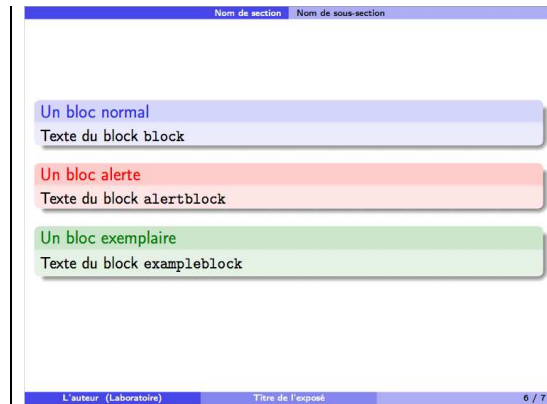 Nom de section Nom de sous-section
Un bloc normal
Texte du block block
Un bloc alerte
Texte du block alertblock
Un bloc exemplaire
Texte du block exampleblock
L'auteur (Laboratoire) Titre de l'exposé 6 / 7